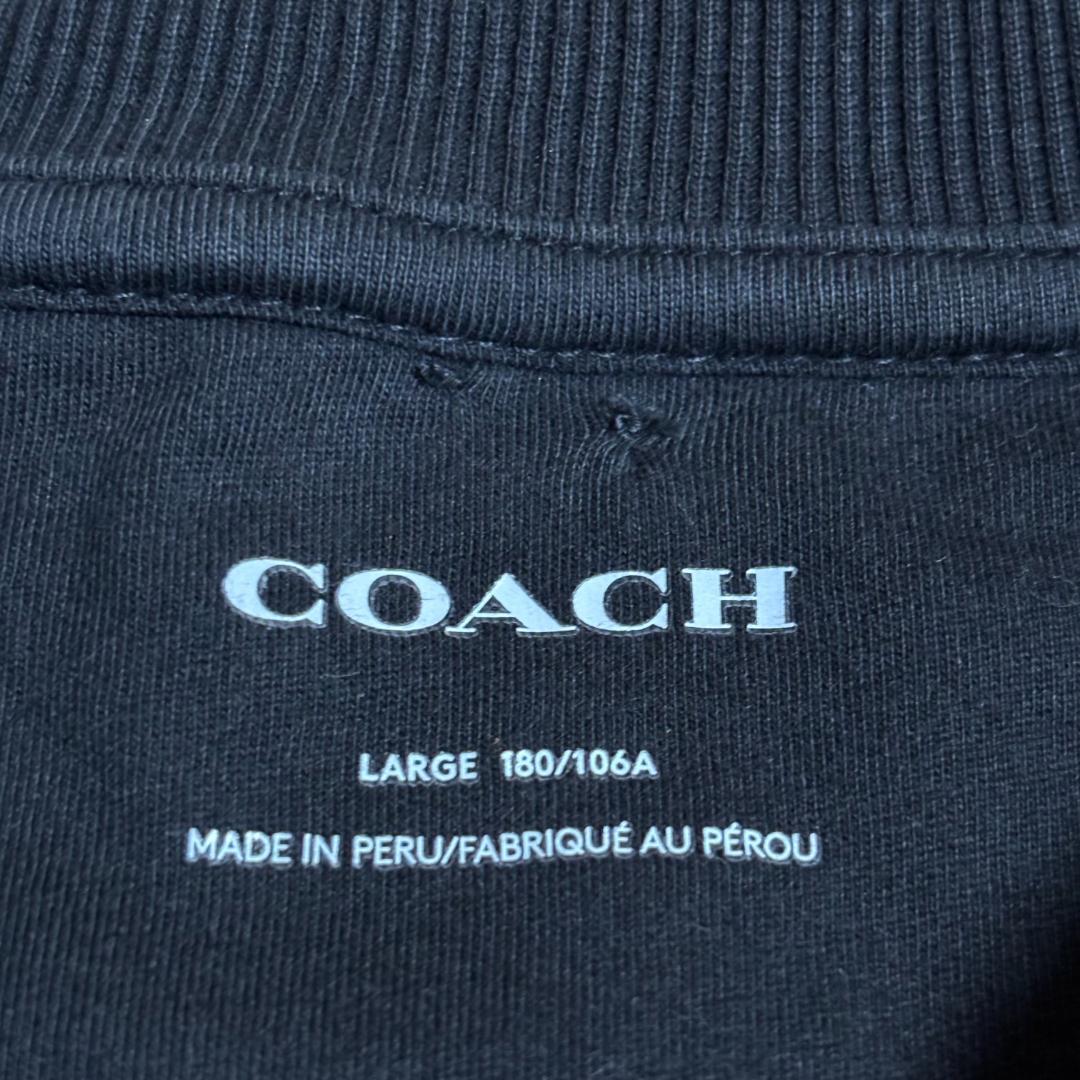 COACH
LARGE 180/106A
MADE IN PERU/FABRIQUÉ AU PÉROU